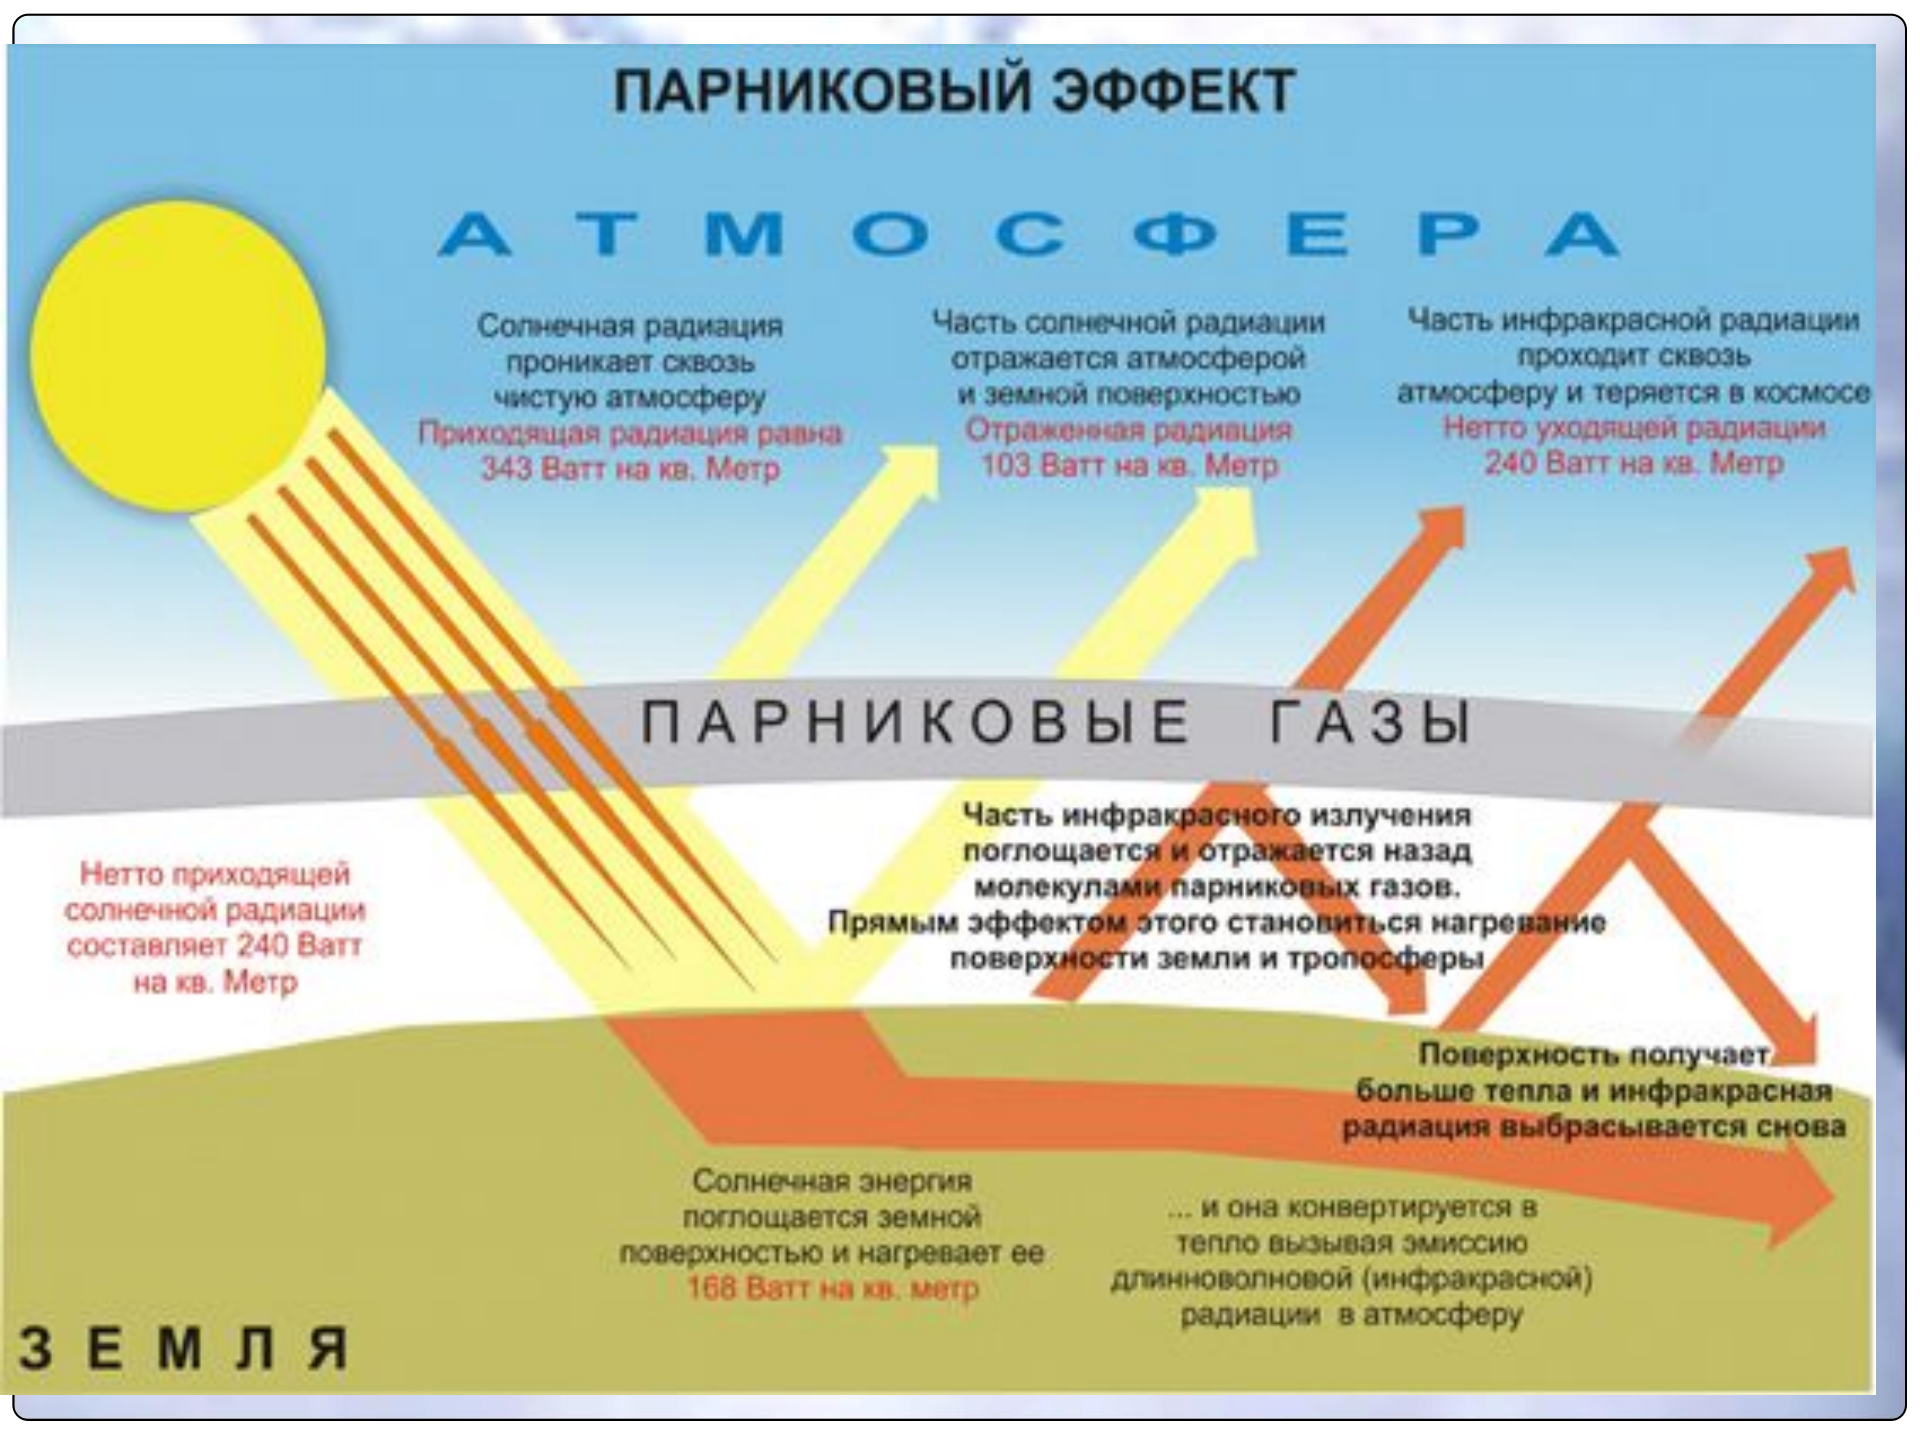 ПАРНИКОВЫЙ ЭФФЕКТ
АТМОСФЕРА
Солнечная радиация
проникает сквозь
чистую атмосферу
Приходящая радиация равна
343 Ватт на кв. Метр
Часть солнечной радиации
отражается атмосферой
и земной поверхностью
Отраженная радиация
103 Ватт на кв. Метр
Часть инфракрасной радиации
проходит сквозь
атмосферу и теряется в космосе
Нетто уходящей радиации
240 Ватт на кв. Метр
ПАРНИКОВЫЕ ГАЗЫ
Нетто приходящей
солнечной радиации
составляет 240 Ватт
на кв. Метр
Часть инфракрасного излучения
поглощается и отражается назад
молекулами парниковых газов.
Прямым эффектом этого становиться нагревание
поверхности земли и тропосферы
Поверхность получает
больше тепла и инфракрасная
радиация выбрасывается снова
Солнечная энергия
поглощается земной
поверхностью и нагревает ее
168 Ватт на кв. метр
... и она конвертируется в
тепло вызывая эмиссию
длинноволновой (инфракрасной)
радиации в атмосферу
ЗЕМЛЯ